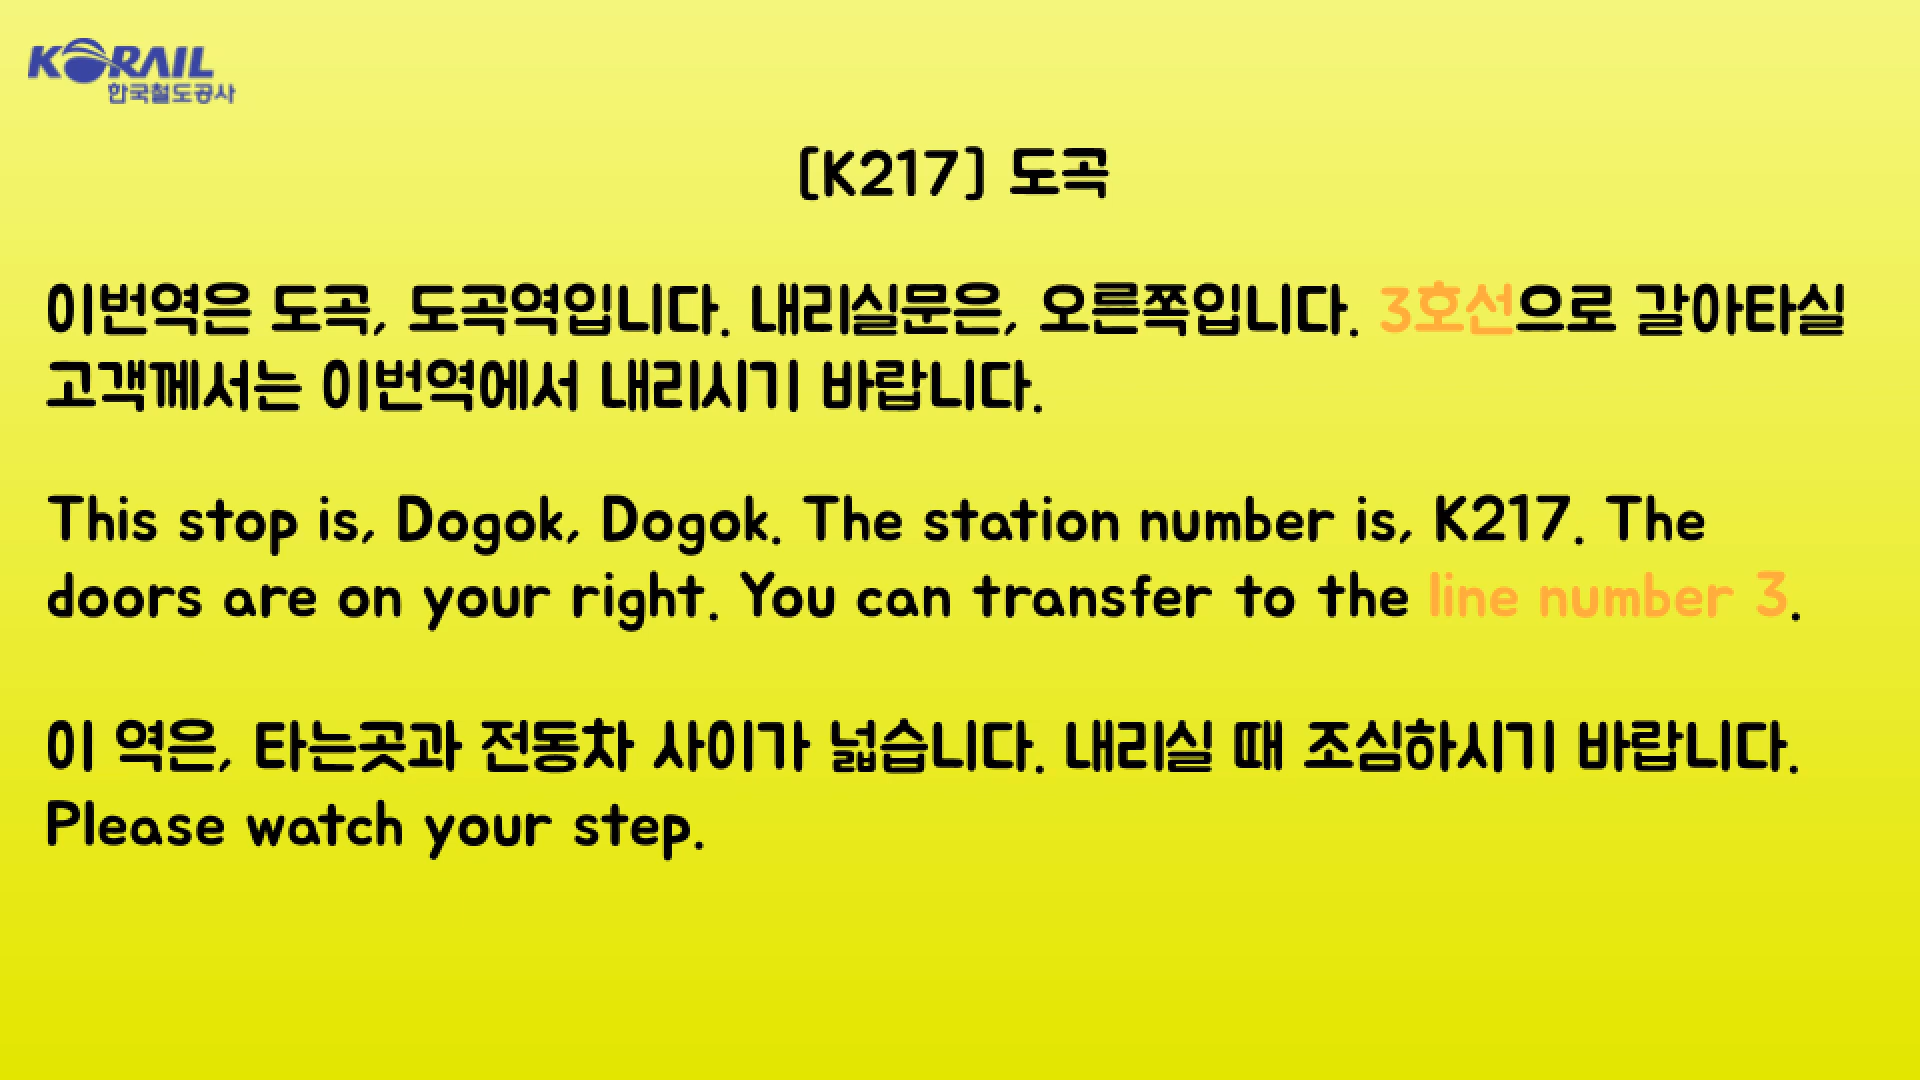 KORAIL
한국철도공사
[K217] 도곡
이번역은 도곡, 도곡역입니다. 내리실문은, 오른쪽입니다. 3호선으로 갈아타실
고객께서는 이번역에서 내리시기 바랍니다.
This stop is, Dogok, Dogok. The station number is, K217. The
doors are on your right. You can transfer to the line number 3.
이 역은, 타는곳과 전동차 사이가 넓습니다. 내리실 때 조심하시기 바랍니다.
Please watch your step.